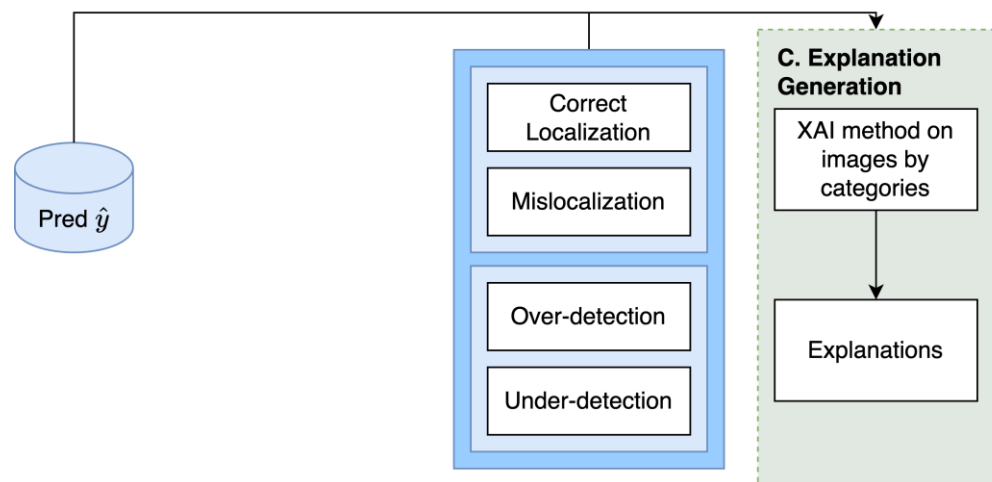 Pred ŷ
Correct
Localization
Mislocalization
Over-detection
Under-detection
C. Explanation
Generation
XAI method on
images by
categories
Explanations